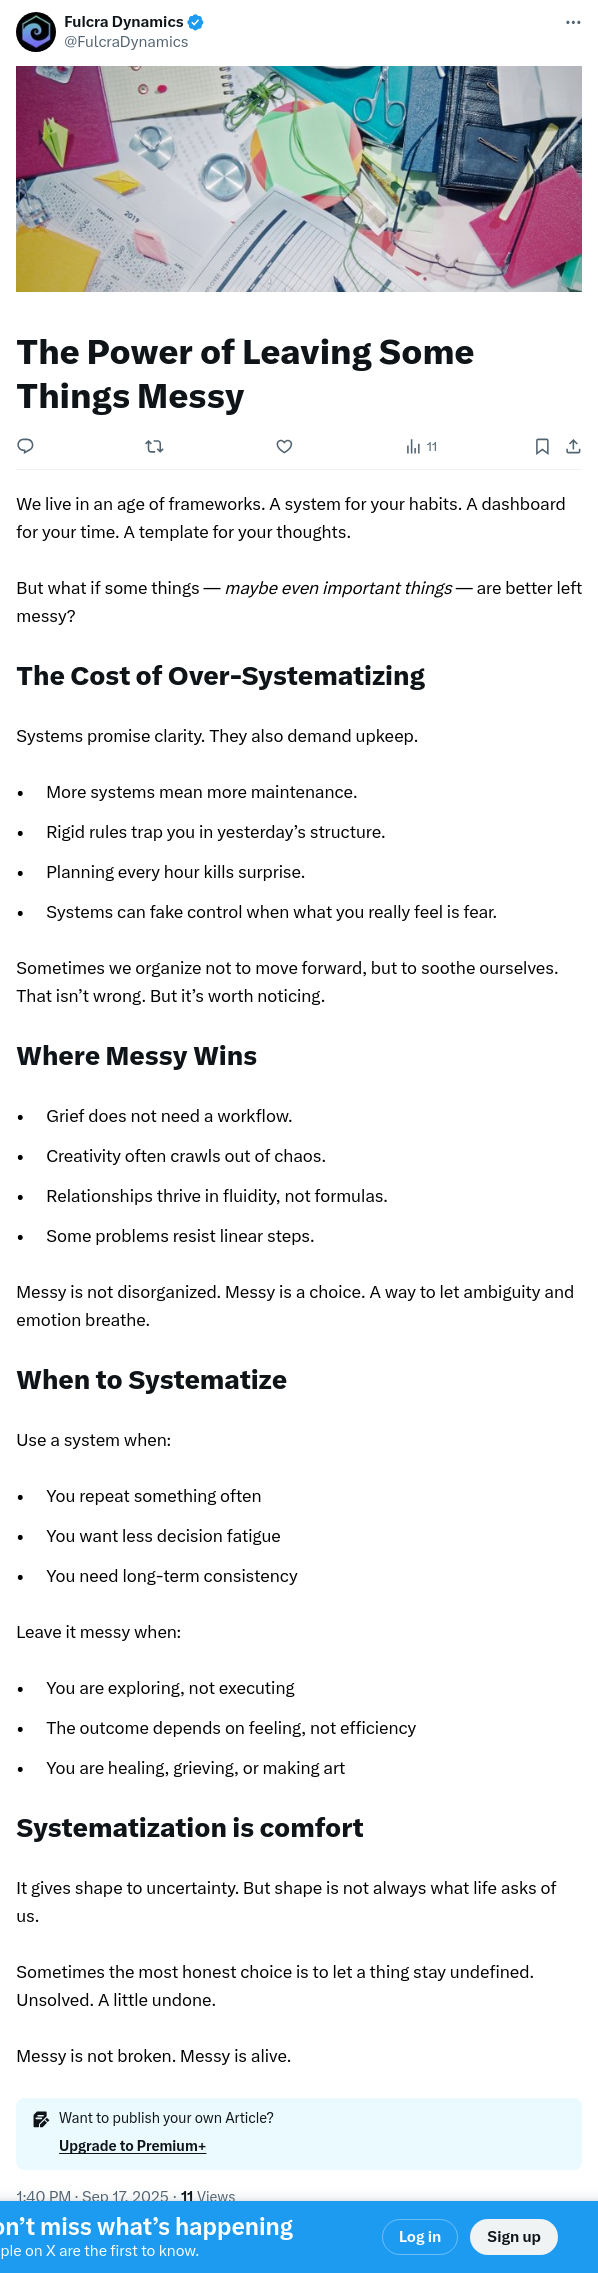 Fulcra Dynamics
@FulcraDynamics
2019
The Power of Leaving Some
Things Messy
11
We live in an age of frameworks. A system for your habits. A dashboard
for your time. A template for your thoughts.
But what if some things — maybe even important things — are better left
messy?
The Cost of Over-Systematizing
Systems promise clarity. They also demand upkeep.
• More systems mean more maintenance.
• Rigid rules trap you in yesterday’s structure.
• Planning every hour kills surprise.
• Systems can fake control when what you really feel is fear.
Sometimes we organize not to move forward, but to soothe ourselves.
That isn’t wrong. But it’s worth noticing.
Where Messy Wins
• Grief does not need a workflow.
• Creativity often crawls out of chaos.
• Relationships thrive in fluidity, not formulas.
• Some problems resist linear steps.
Messy is not disorganized. Messy is a choice. A way to let ambiguity and
emotion breathe.
When to Systematize
Use a system when:
• You repeat something often
• You want less decision fatigue
• You need long-term consistency
Leave it messy when:
• You are exploring, not executing
• The outcome depends on feeling, not efficiency
• You are healing, grieving, or making art
Systematization is comfort
It gives shape to uncertainty. But shape is not always what life asks of
us.
Sometimes the most honest choice is to let a thing stay undefined.
Unsolved. A little undone.
Messy is not broken. Messy is alive.
Want to publish your own Article?
Upgrade to Premium+
1:40 PM · Sep 17, 2025 · 11 Views
on’t miss what’s happening
ple on X are the first to know.
Log in
Sign up